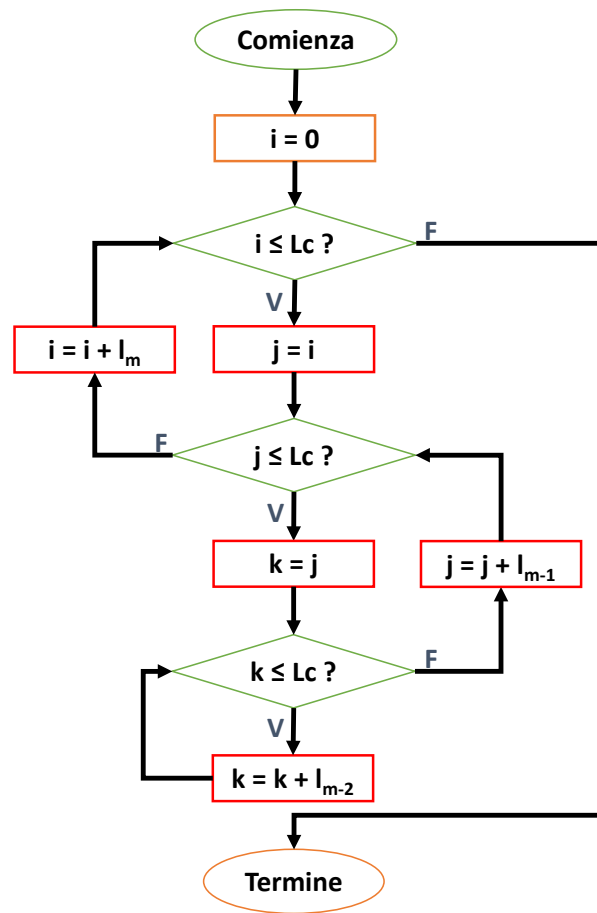 Comienza
i = 0
i ≤ Lc ?
F
V
i = i + lₘ
j = i
F
j ≤ Lc ?
V
k = j
j = j + lₘ₋₁
k ≤ Lc ?
F
V
k = k + lₘ₋₂
Termine